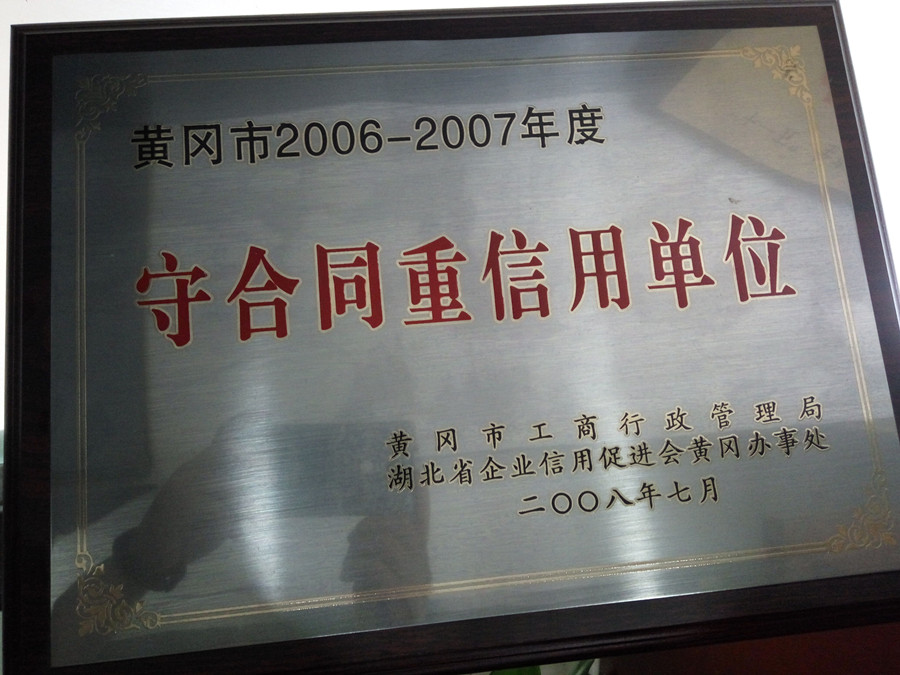 黄冈市2006-2007年度
守合同重信用单位
黄冈市工商行政管理局
湖北省企业信用促进会黄冈办事处
二〇〇八年七月